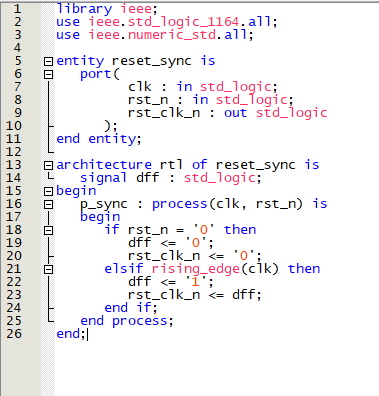 1 library ieee;
2 use ieee.std_logic_1164.all;
3 use ieee.numeric_std.all;
4
5 entity reset_sync is
6 port(
7 clk : in std_logic;
8 rst_n : in std_logic;
9 rst_clk_n : out std_logic
10 );
11 end entity;
12
13 architecture rtl of reset_sync is
14 signal dff : std_logic;
15 begin
16 p_sync : process(clk, rst_n) is
17 begin
18 if rst_n = '0' then
19 dff <= '0';
20 rst_clk_n <= '0';
21 elsif rising_edge(clk) then
22 dff <= '1';
23 rst_clk_n <= dff;
24 end if;
25 end process;
26 end;